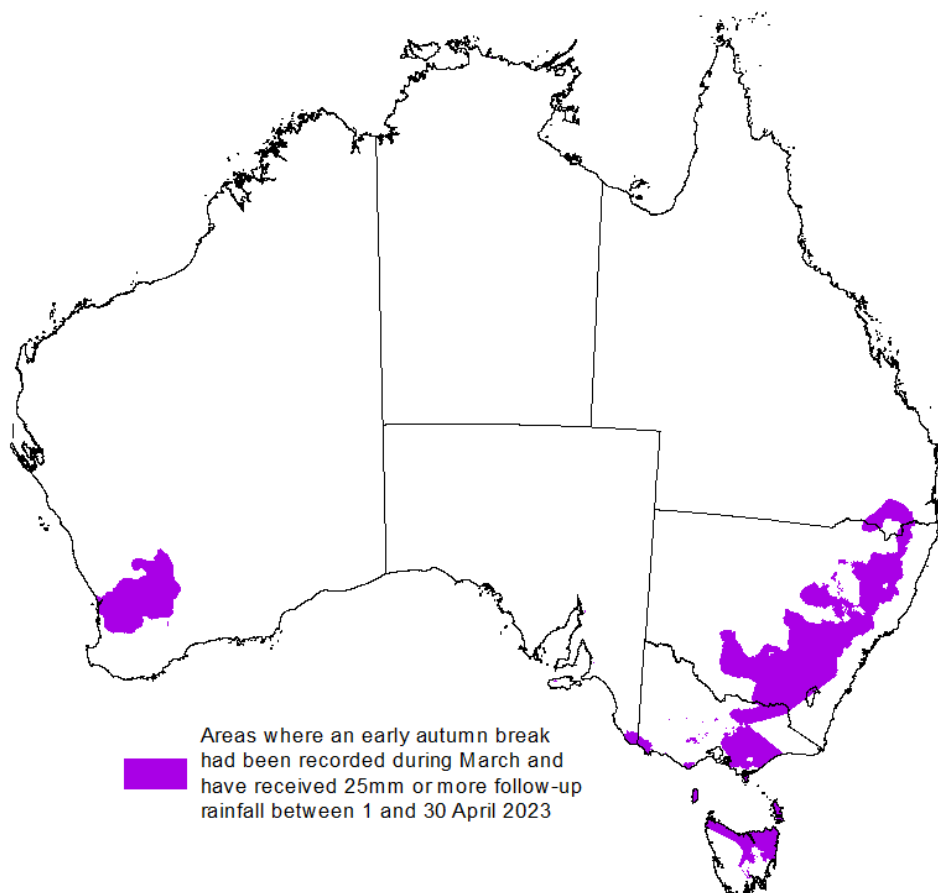 Areas where an early autumn break
had been recorded during March and
have received 25mm or more follow-up
rainfall between 1 and 30 April 2023